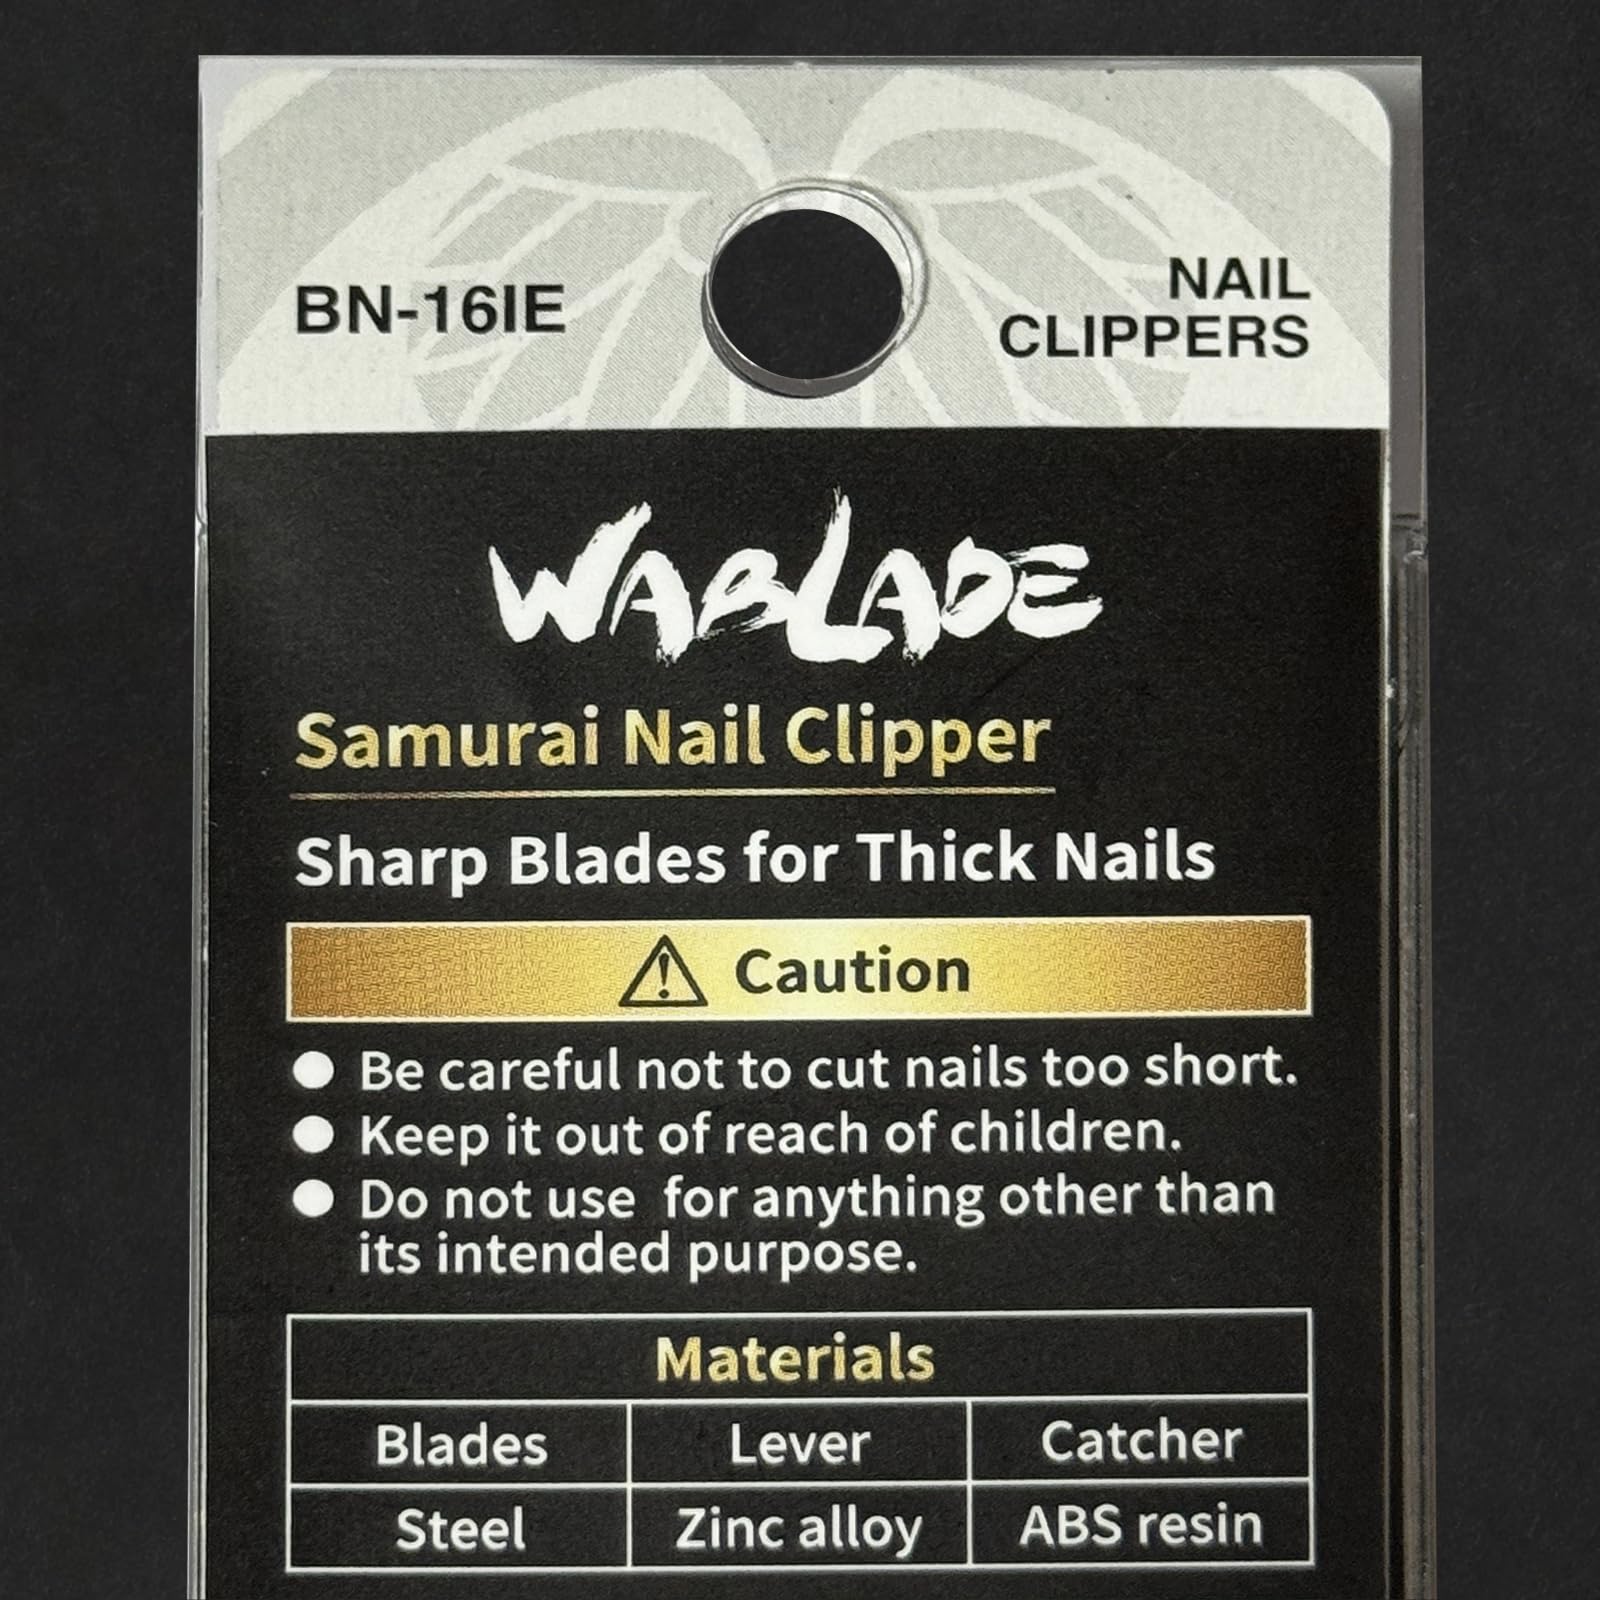 BN-16IE
NAIL
CLIPPERS
WABLADE
Samurai Nail Clipper
Sharp Blades for Thick Nails
Caution
● Be careful not to cut nails too short.
● Keep it out of reach of children.
● Do not use  for anything other than
its intended purpose.
Materials
Blades Lever Catcher
Steel Zinc alloy ABS resin